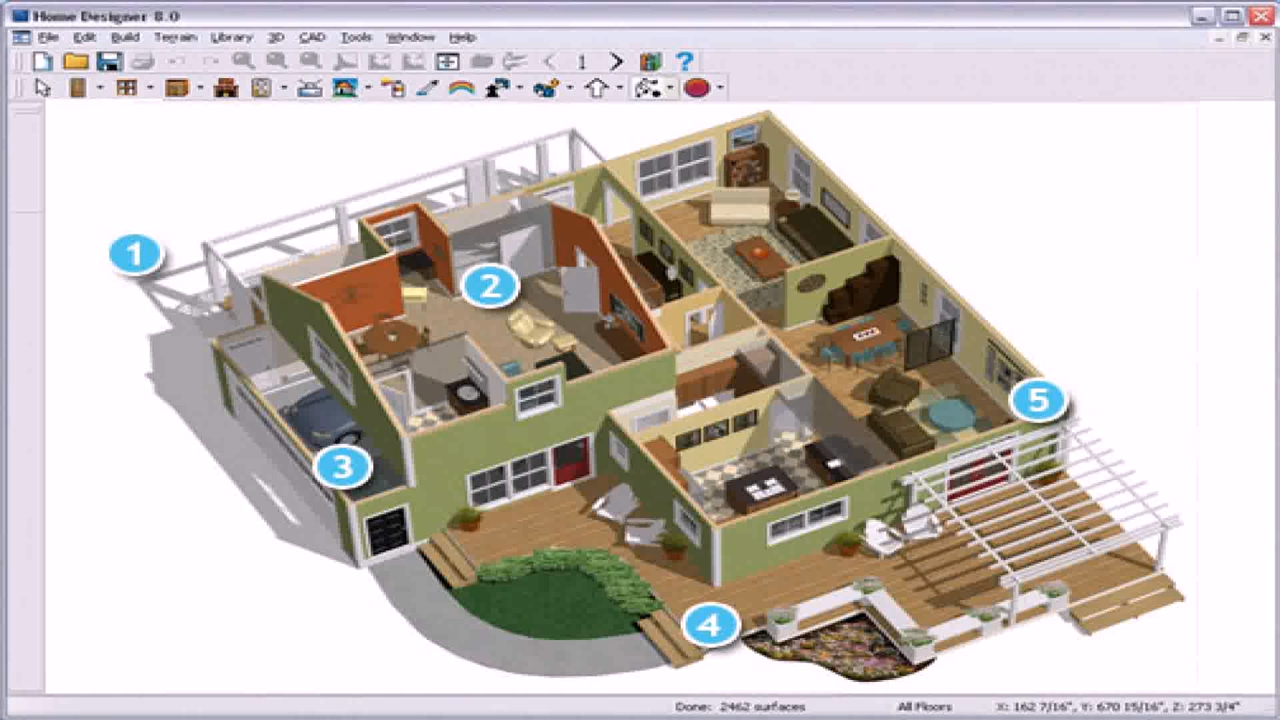 Home Designer 8.0
File Edit Build Terrain Library 3D CAD Tools Window Help
1
1
2
3
5
4
Done: 2462 surfaces All Floors X: 162 7/16", Y: 670 15/16", Z: 273 3/4"